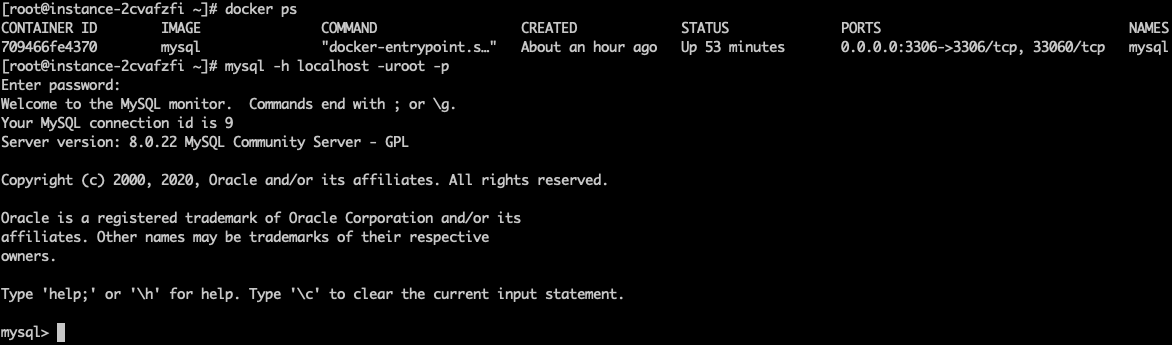 [root@instance-2cvafzfi ~]# docker ps
CONTAINER ID        IMAGE               COMMAND                  CREATED             STATUS              PORTS                               NAMES
709466fe4370        mysql               "docker-entrypoint.s…"   About an hour ago   Up 53 minutes       0.0.0.0:3306->3306/tcp, 33060/tcp   mysql
[root@instance-2cvafzfi ~]# mysql -h localhost -uroot -p
Enter password:
Welcome to the MySQL monitor.  Commands end with ; or \g.
Your MySQL connection id is 9
Server version: 8.0.22 MySQL Community Server - GPL
Copyright (c) 2000, 2020, Oracle and/or its affiliates. All rights reserved.
Oracle is a registered trademark of Oracle Corporation and/or its
affiliates. Other names may be trademarks of their respective
owners.
Type 'help;' or '\h' for help. Type '\c' to clear the current input statement.
mysql>